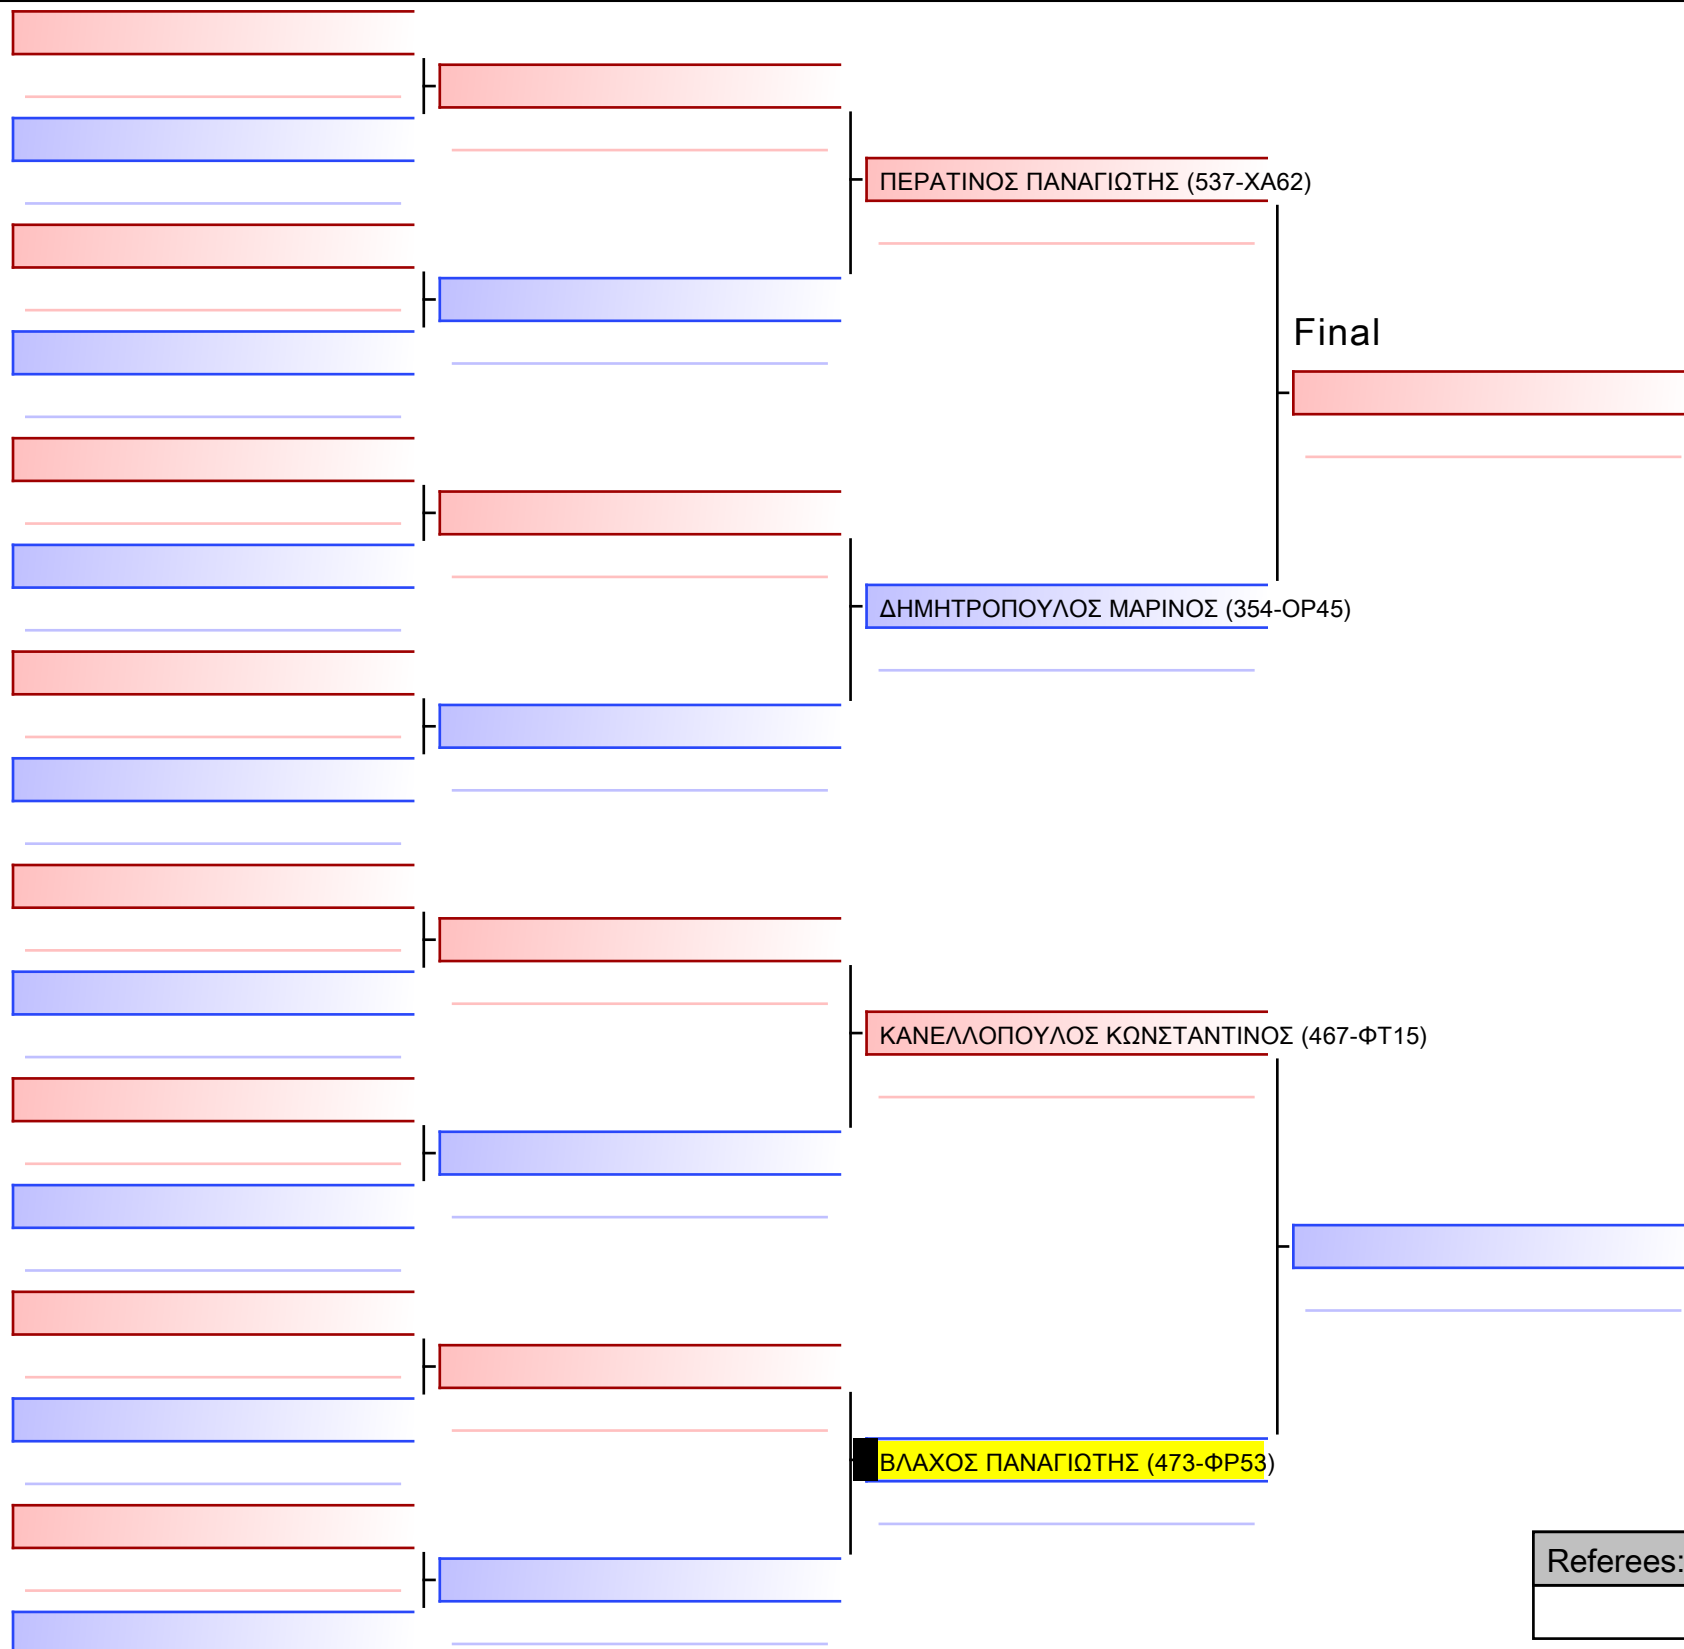 ΠΕΡΑΤΙΝΟΣ ΠΑΝΑΓΙΩΤΗΣ (537-ΧΑ62)
Final
ΔΗΜΗΤΡΟΠΟΥΛΟΣ ΜΑΡΙΝΟΣ (354-ΟΡ45)
ΚΑΝΕΛΛΟΠΟΥΛΟΣ ΚΩΝΣΤΑΝΤΙΝΟΣ (467-ΦΤ15)
ΒΛΑΧΟΣ ΠΑΝΑΓΙΩΤΗΣ (473-ΦΡ53)
Referees: